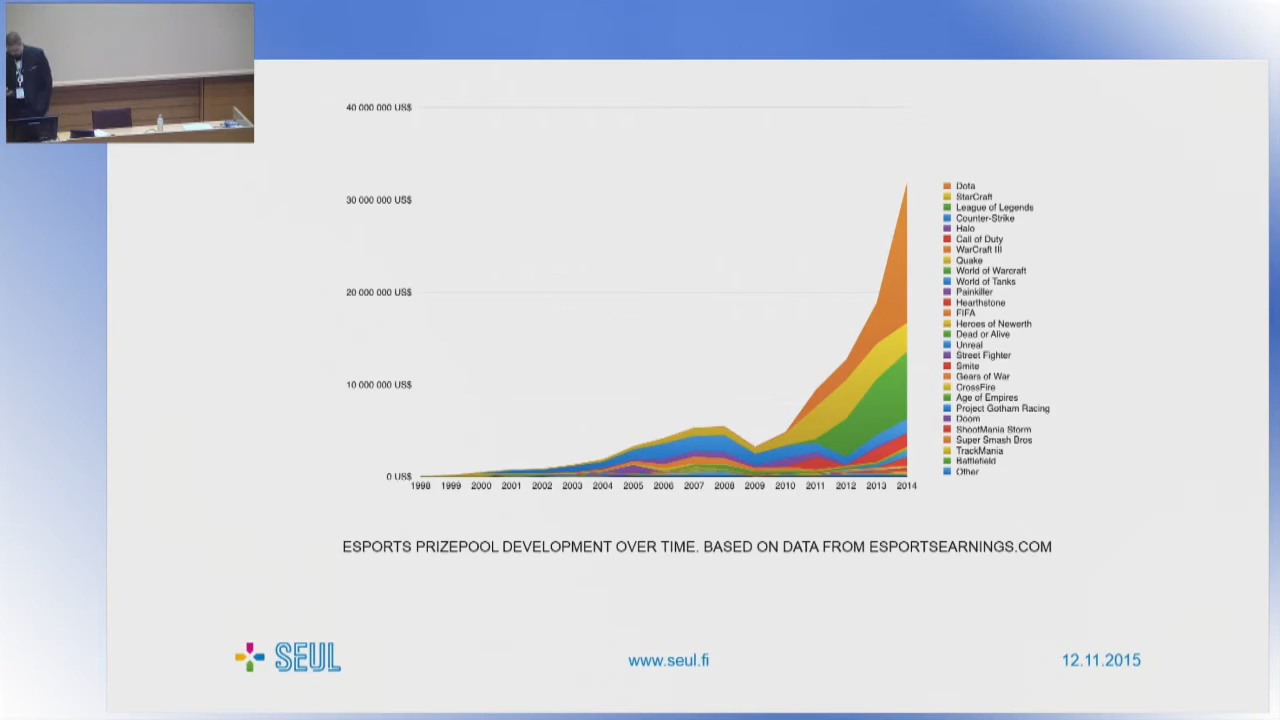 40 000 000 US$
30 000 000 US$
20 000 000 US$
10 000 000 US$
0 US$
1998 1999 2000 2001 2002 2003 2004 2005 2006 2007 2008 2009 2010 2011 2012 2013 2014
Dota
StarCraft
League of Legends
Counter-Strike
Halo
Call of Duty
WarCraft III
Quake
World of Warcraft
World of Tanks
Painkiller
Hearthstone
FIFA
Heroes of Newerth
Dead or Alive
Unreal
Street Fighter
Smite
Gears of War
CrossFire
Age of Empires
Project Gotham Racing
Doom
ShootMania Storm
Super Smash Bros
TrackMania
Battlefield
Other
ESPORTS PRIZEPOOL DEVELOPMENT OVER TIME. BASED ON DATA FROM ESPORTSEARNINGS.COM
SEUL
www.seul.fi
12.11.2015